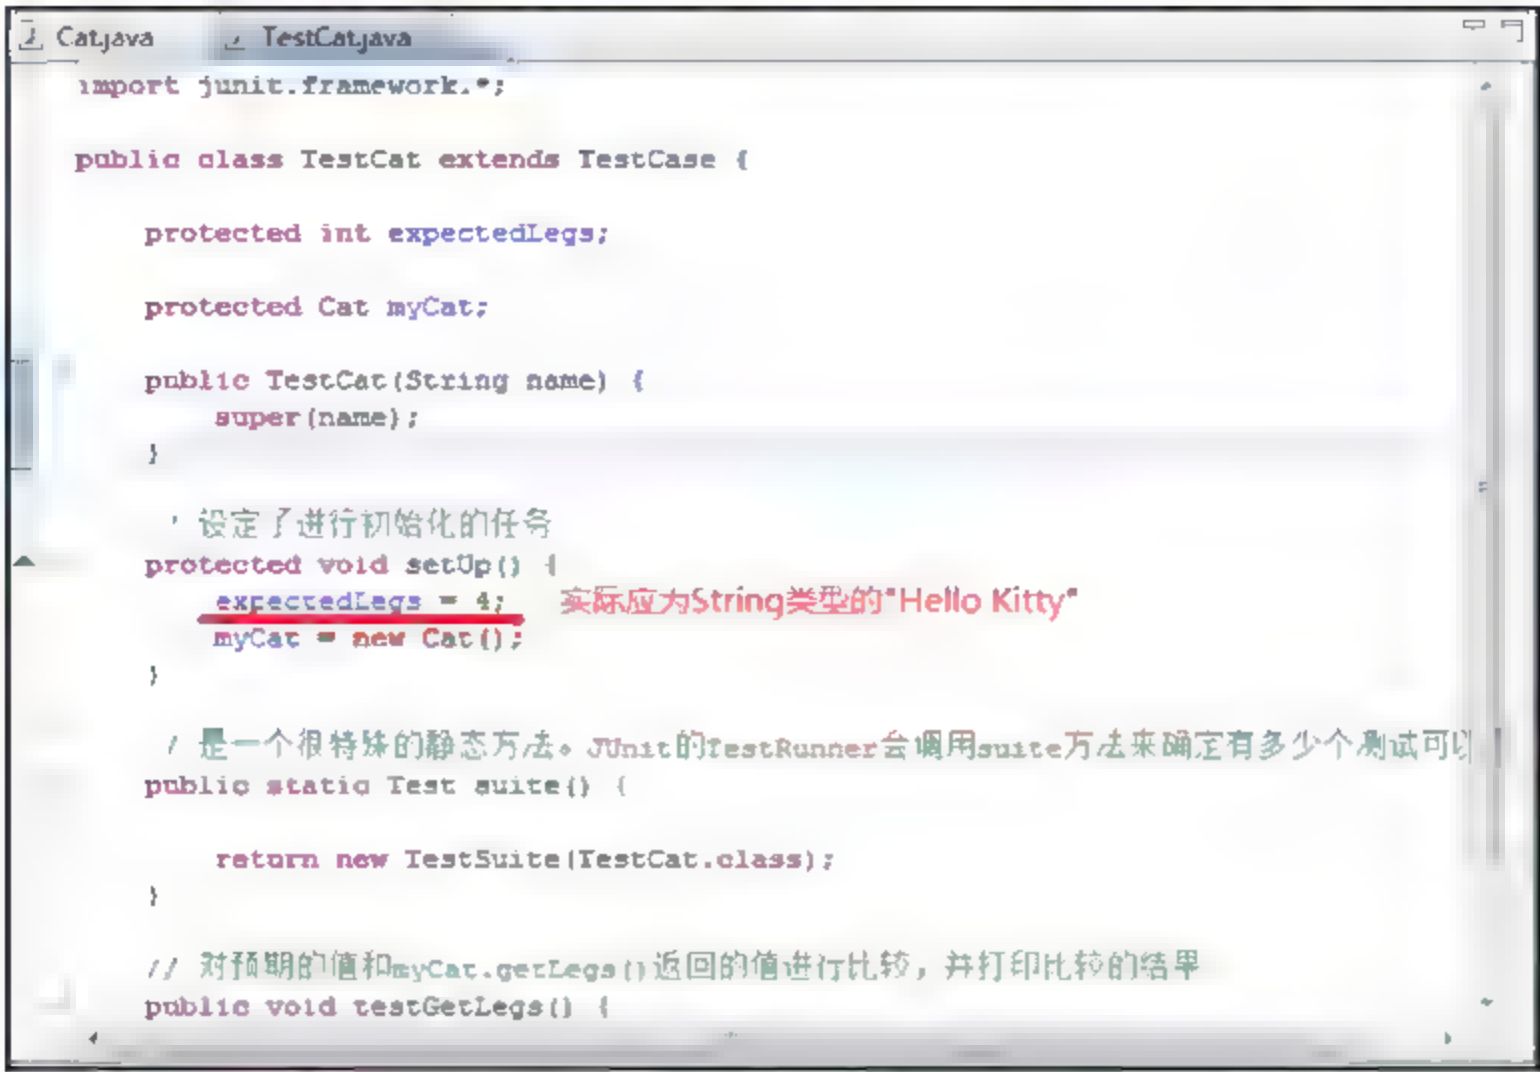 Cat.java TestCat.java
import junit.framework.*;
public class TestCat extends TestCase {
protected int expectedLegs;
protected Cat myCat;
public TestCat(String name) {
super(name);
}
设定了进行初始化的任务
protected void setUp() {
expectedLegs = 4; 实际应为String类型的"Hello Kitty"
myCat = new Cat();
}
是一个很特殊的静态方法。JUnit的TestRunner会调用suite方法来确定有多少个测试可以
public static Test suite() {
return new TestSuite(TestCat.class);
}
// 对预期的值和myCat.getLegs()返回的值进行比较，并打印比较的结果
public void testGetLegs() {